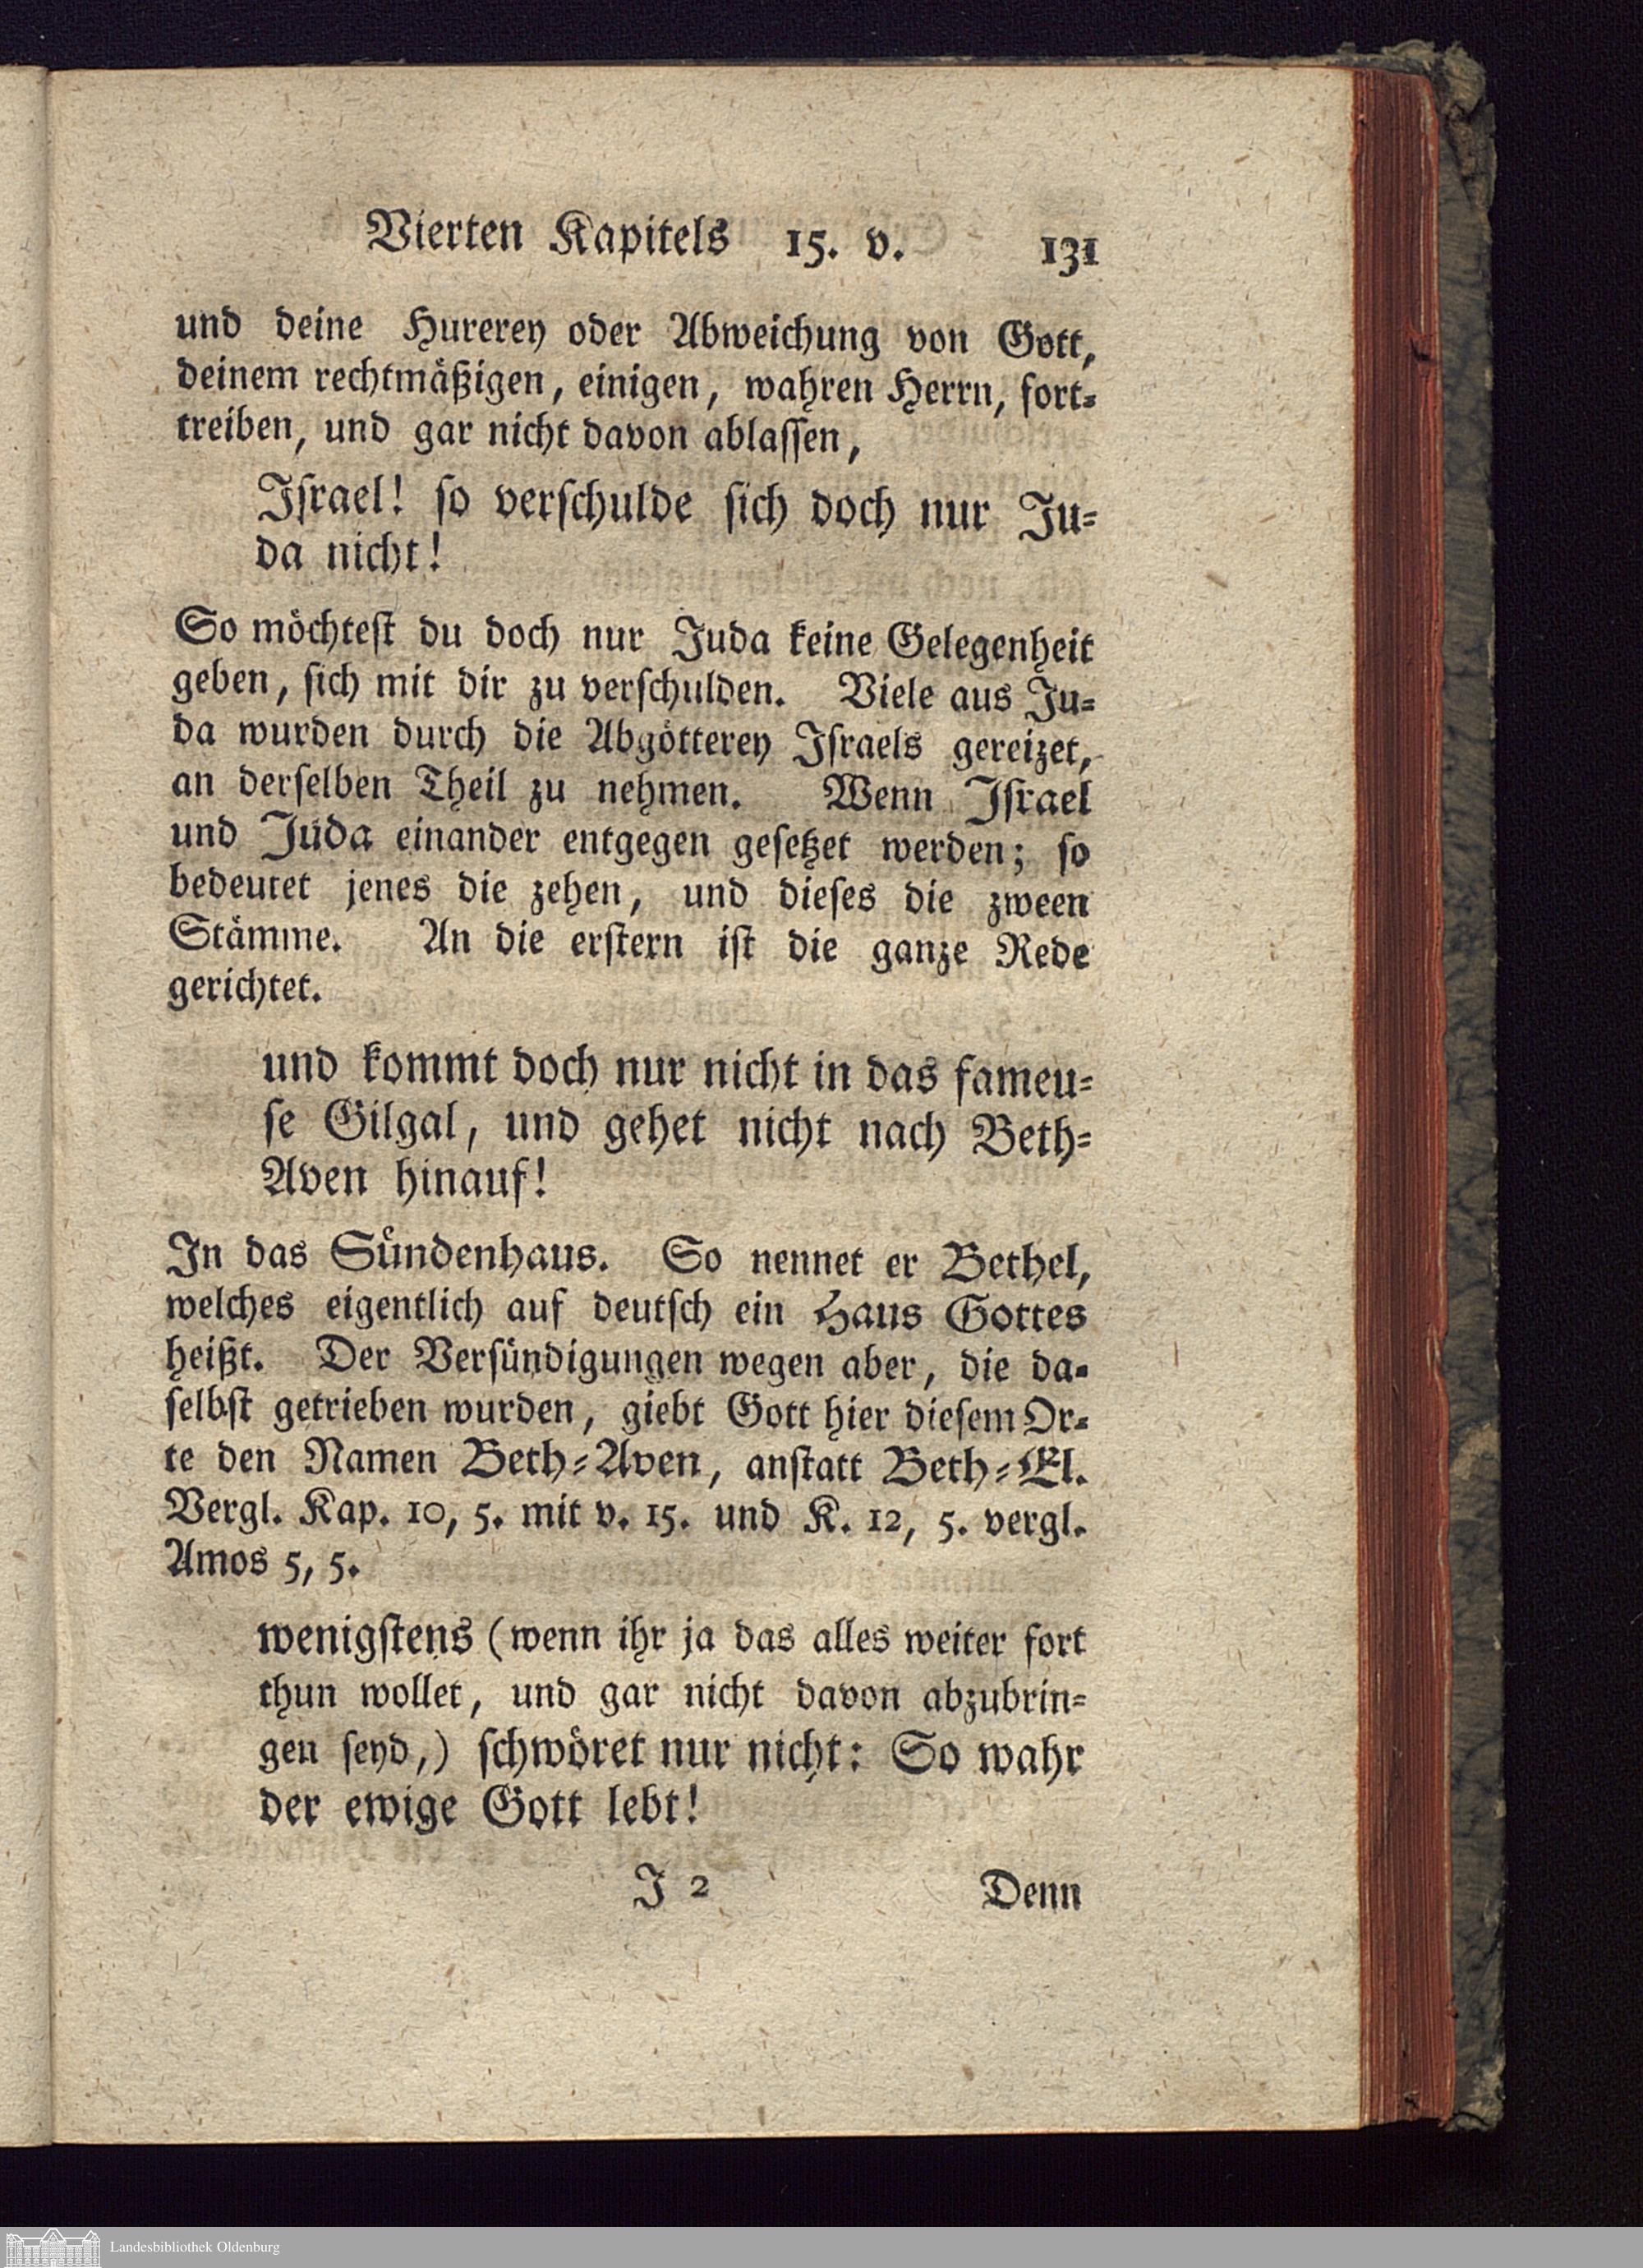 Vierten Kapitels 15. v. 131
und deine Hurerey oder Abweichung von Gott,
deinem rechtmäßigen, einigen, wahren Herrn, fort-
treiben, und gar nicht davon ablassen,
Israel! so verschulde sich doch nur Ju-
da nicht!
So möchtest du doch nur Juda keine Gelegenheit
geben, sich mit dir zu verschulden. Viele aus Ju-
da wurden durch die Abgötterey Israels gereizet,
an derselben Theil zu nehmen. Wenn Israel
und Juda einander entgegen gesetzet werden; so
bedeutet jenes die zehen, und dieses die zween
Stämme. An die erstern ist die ganze Rede
gerichtet.
und kommt doch nur nicht in das fameu-
se Gilgal, und gehet nicht nach Beth-
Aven hinauf!
In das Sündenhaus. So nennet er Bethel,
welches eigentlich auf deutsch ein Haus Gottes
heißt. Der Versündigungen wegen aber, die da-
selbst getrieben wurden, giebt Gott hier diesem Or-
te den Namen Beth-Aven, anstatt Beth-El.
Vergl. Kap. 10, 5. mit v. 15. und K. 12, 5. vergl.
Amos 5, 5.
wenigstens (wenn ihr ja das alles weiter fort
thun wollet, und gar nicht davon abzubrin-
gen seyd,) schwöret nur nicht: So wahr
der ewige Gott lebt!
J 2 Denn
Landesbibliothek Oldenburg